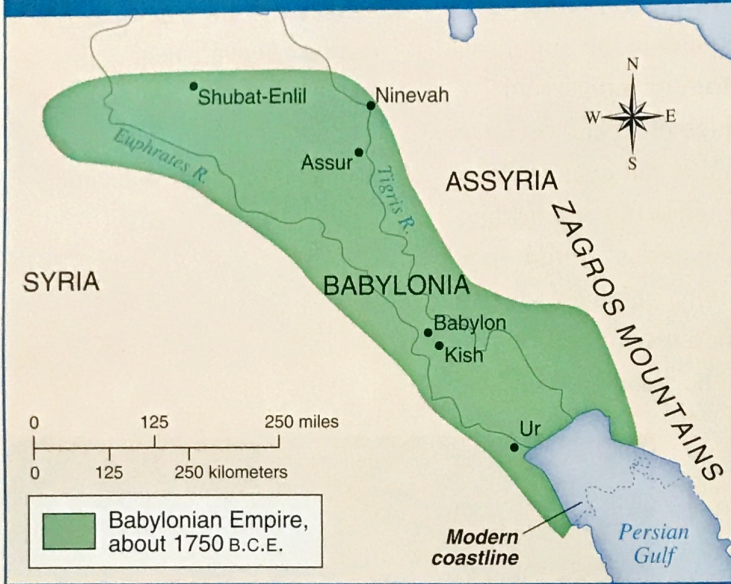 N
W E
S
Shubat-Enlil
Ninevah
Euphrates R.
Assur
Tigris R.
ASSYRIA
ZAGROS MOUNTAINS
SYRIA
BABYLONIA
Babylon
Kish
Ur
0 125 250 miles
0 125 250 kilometers
Babylonian Empire,
about 1750 B.C.E.
Modern
coastline
Persian
Gulf